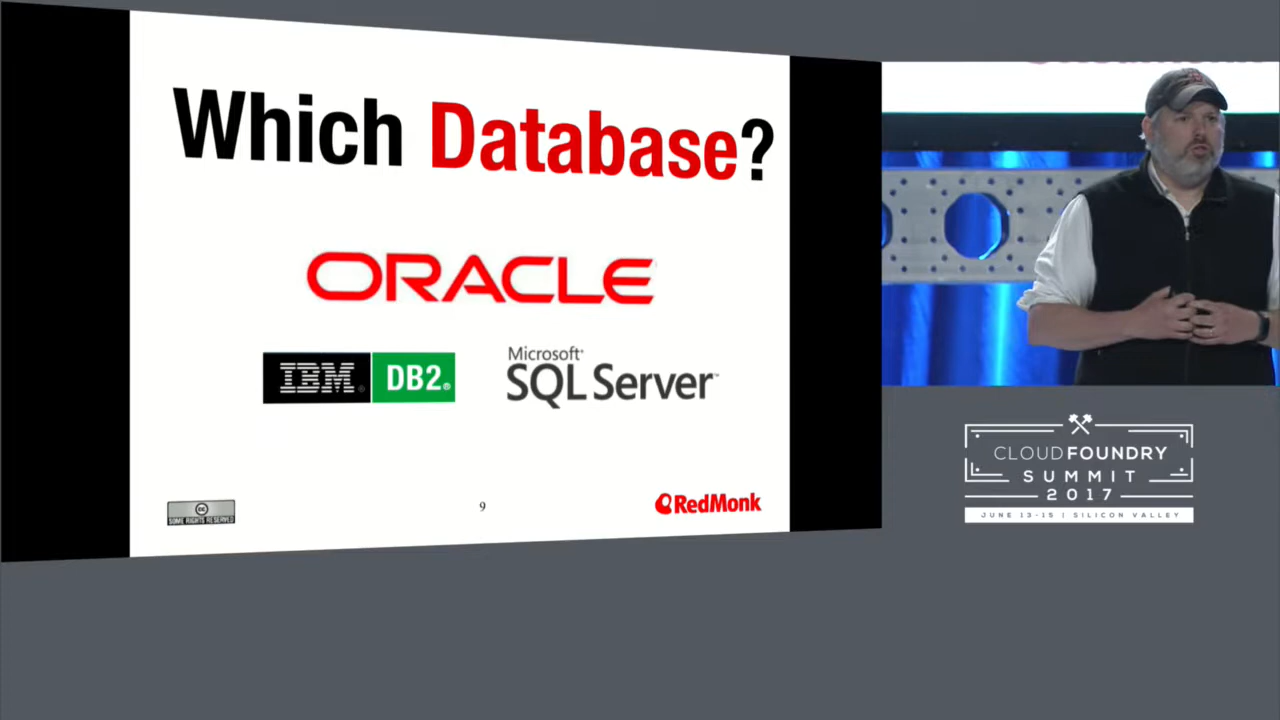 Which Database?
ORACLE
IBM® DB2®
Microsoft®
SQL Server™
SOME RIGHTS RESERVED
9
RedMonk
CLOUD FOUNDRY
SUMMIT
2017
JUNE 13-15 | SILICON VALLEY